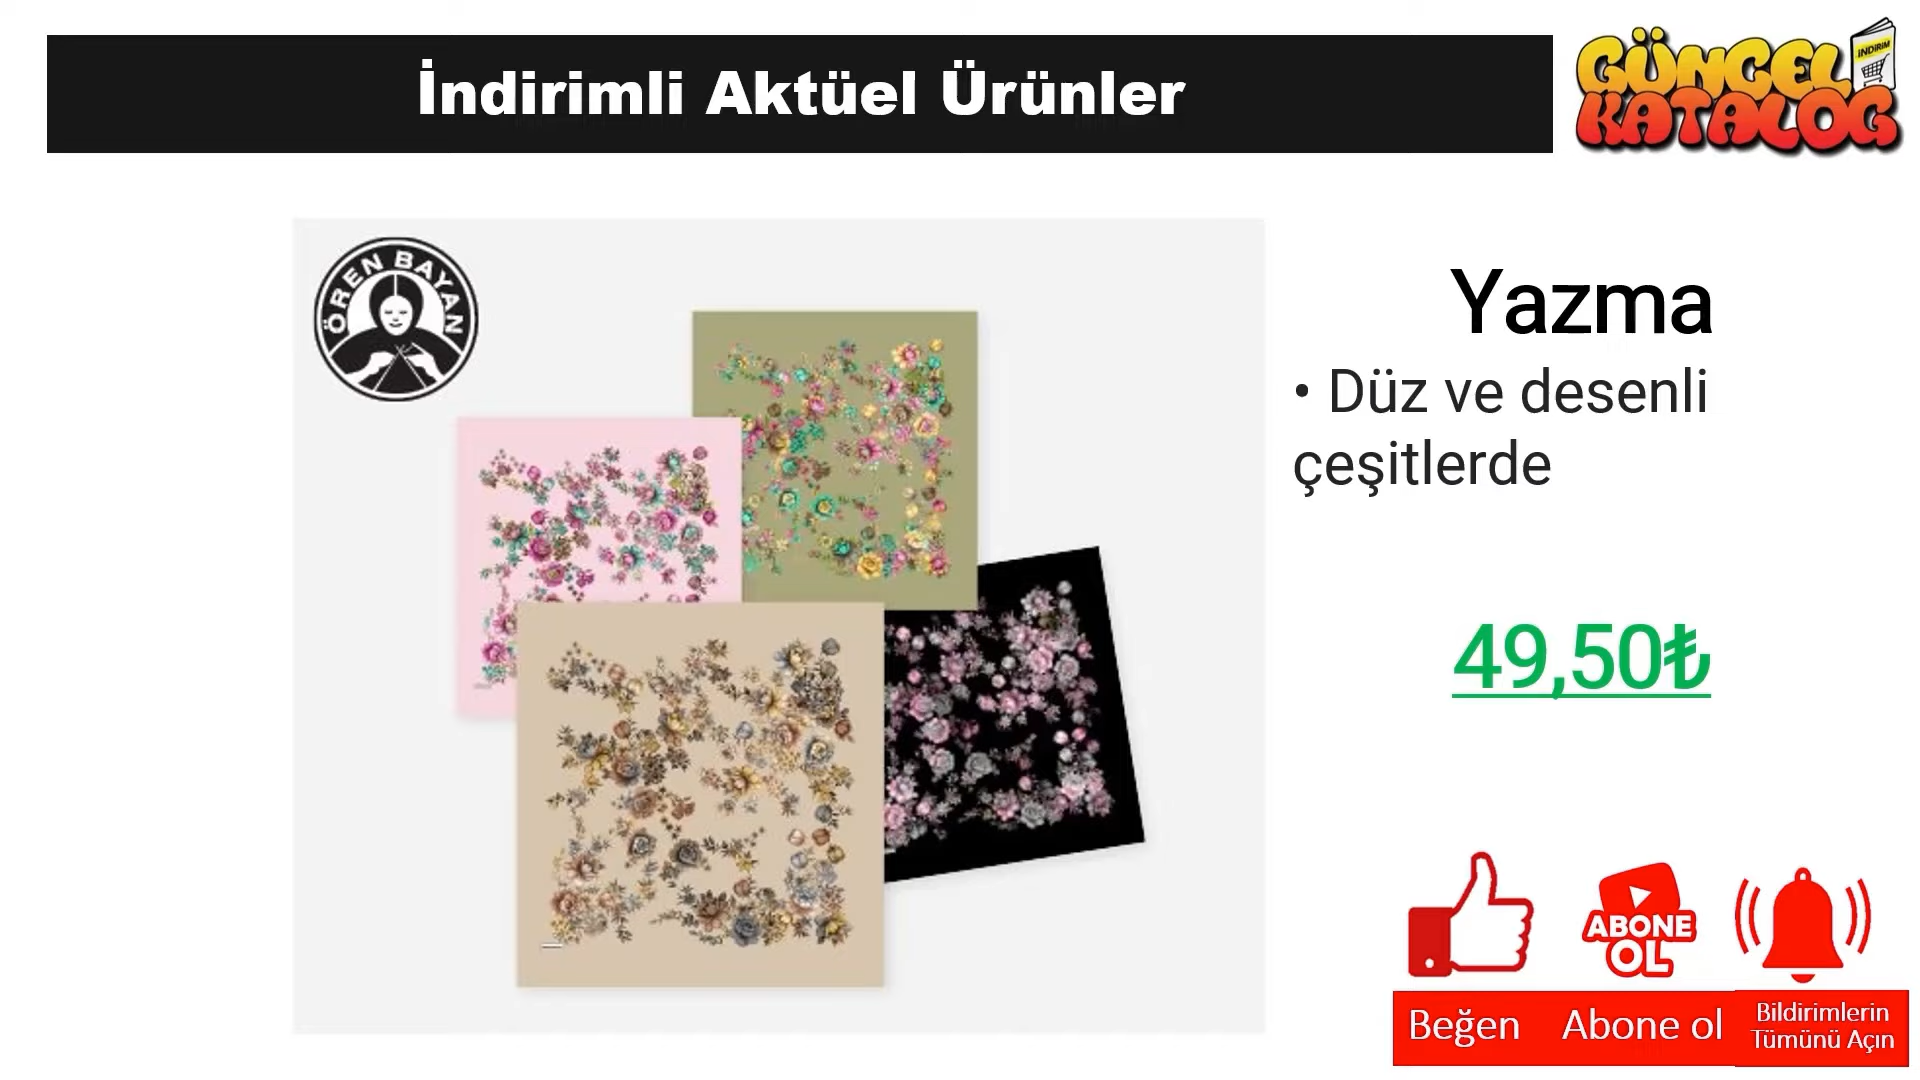 İndirimli Aktüel Ürünler
GÜNCEL
KATALOG
İNDİRİM
ÖREN BAYAN
Yazma
• Düz ve desenli
çeşitlerde
49,50₺
ABONE
OL
Beğen
Abone ol
Bildirimlerin
Tümünü Açın